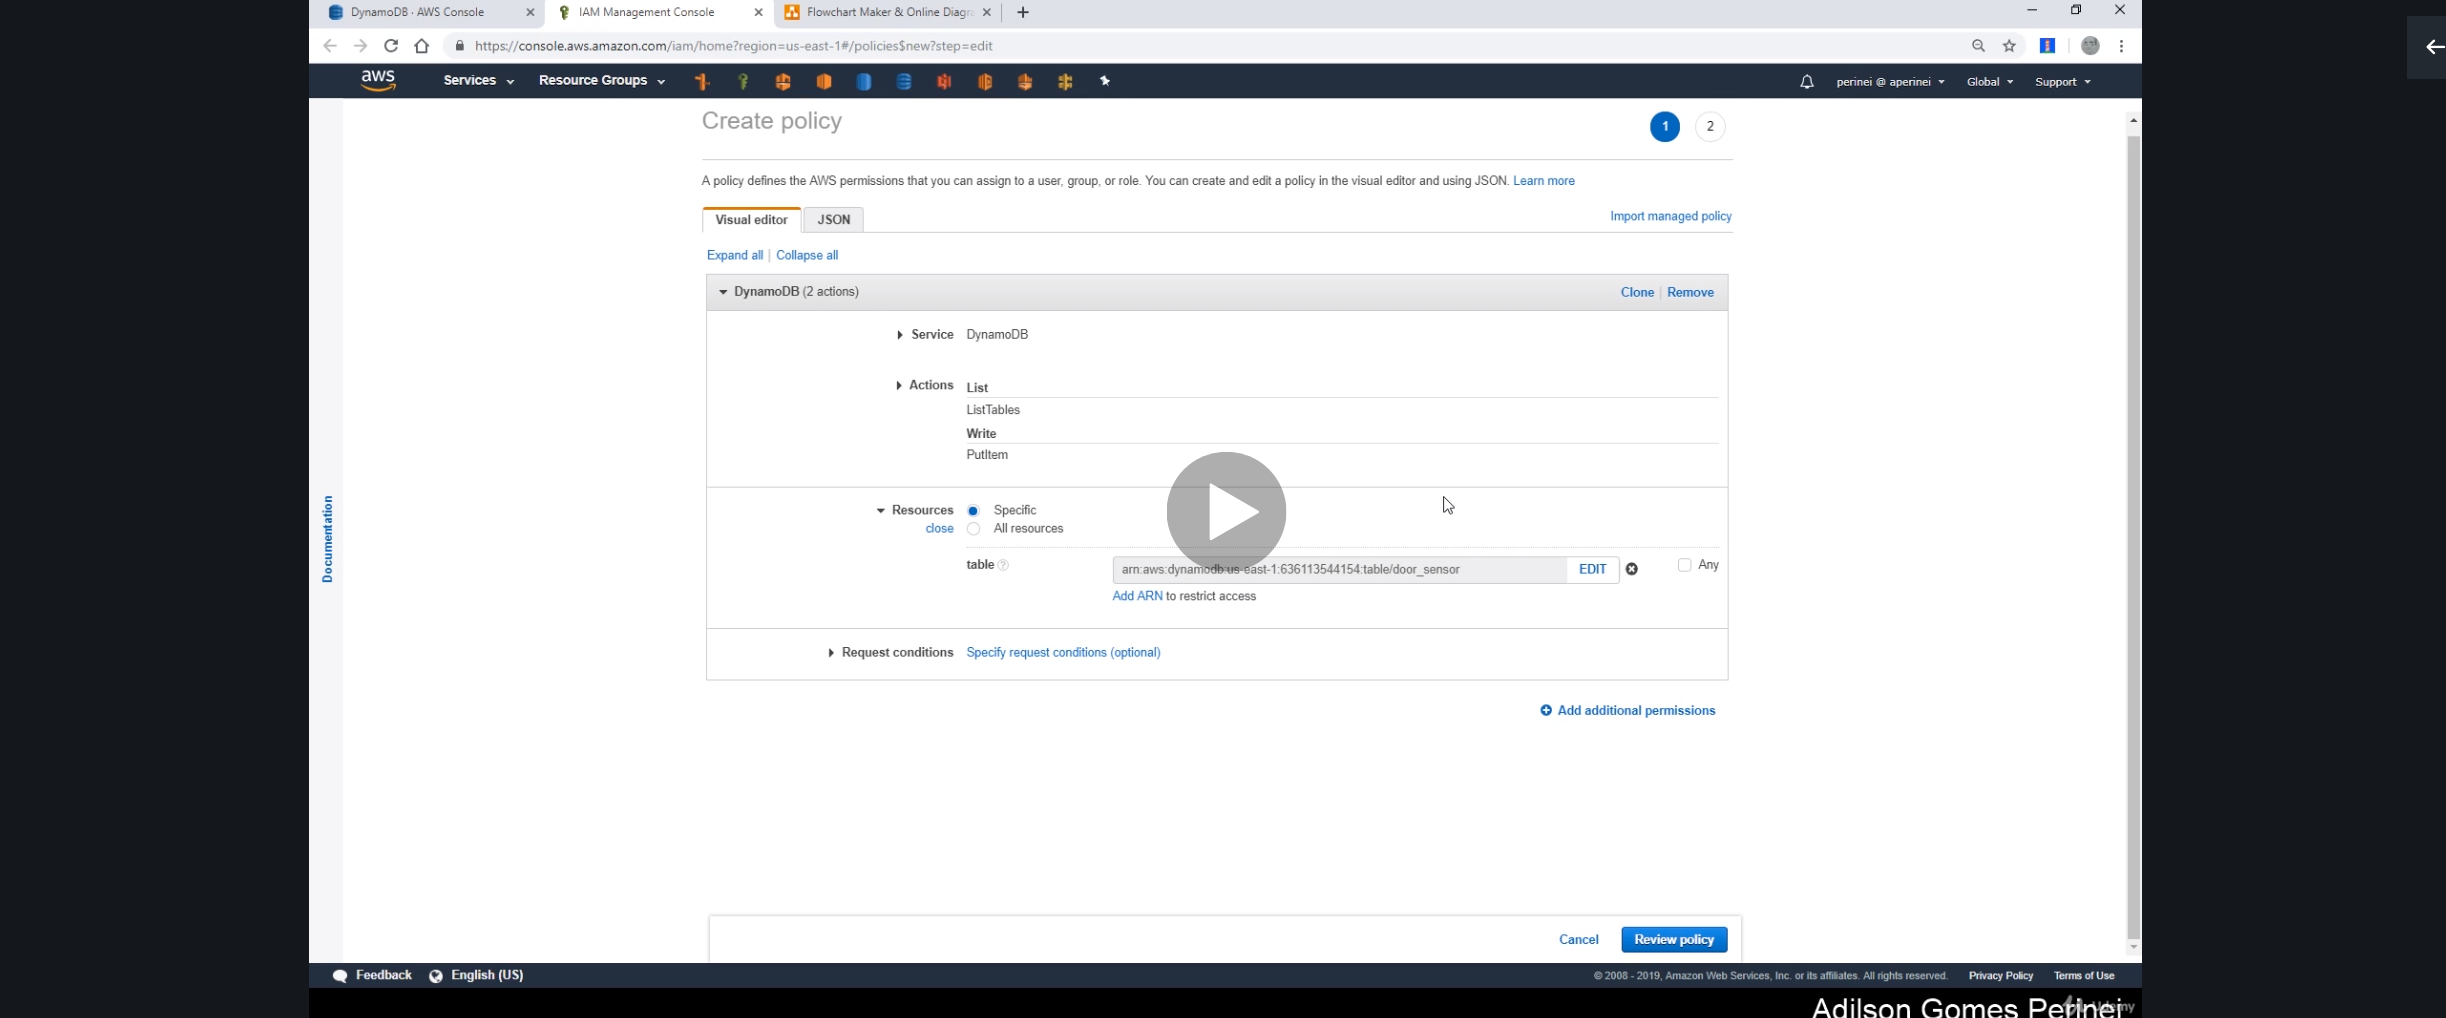 DynamoDB · AWS Console
IAM Management Console
Flowchart Maker & Online Diagra
https://console.aws.amazon.com/iam/home?region=us-east-1#/policies$new?step=edit
aws
Services
Resource Groups
perinei @ aperinei
Global
Support
Create policy
1
2
A policy defines the AWS permissions that you can assign to a user, group, or role. You can create and edit a policy in the visual editor and using JSON. Learn more
Visual editor
JSON
Import managed policy
Expand all | Collapse all
DynamoDB (2 actions)
Clone | Remove
Service DynamoDB
Actions List
ListTables
Write
PutItem
Documentation
Resources Specific
close All resources
table
arn:aws:dynamodb:us-east-1:636113544154:table/door_sensor
EDIT
Any
Add ARN to restrict access
Request conditions Specify request conditions (optional)
Add additional permissions
Cancel
Review policy
Feedback
English (US)
© 2008 - 2019, Amazon Web Services, Inc. or its affiliates. All rights reserved.
Privacy Policy
Terms of Use
Adilson Gomes Perinei
Udemy